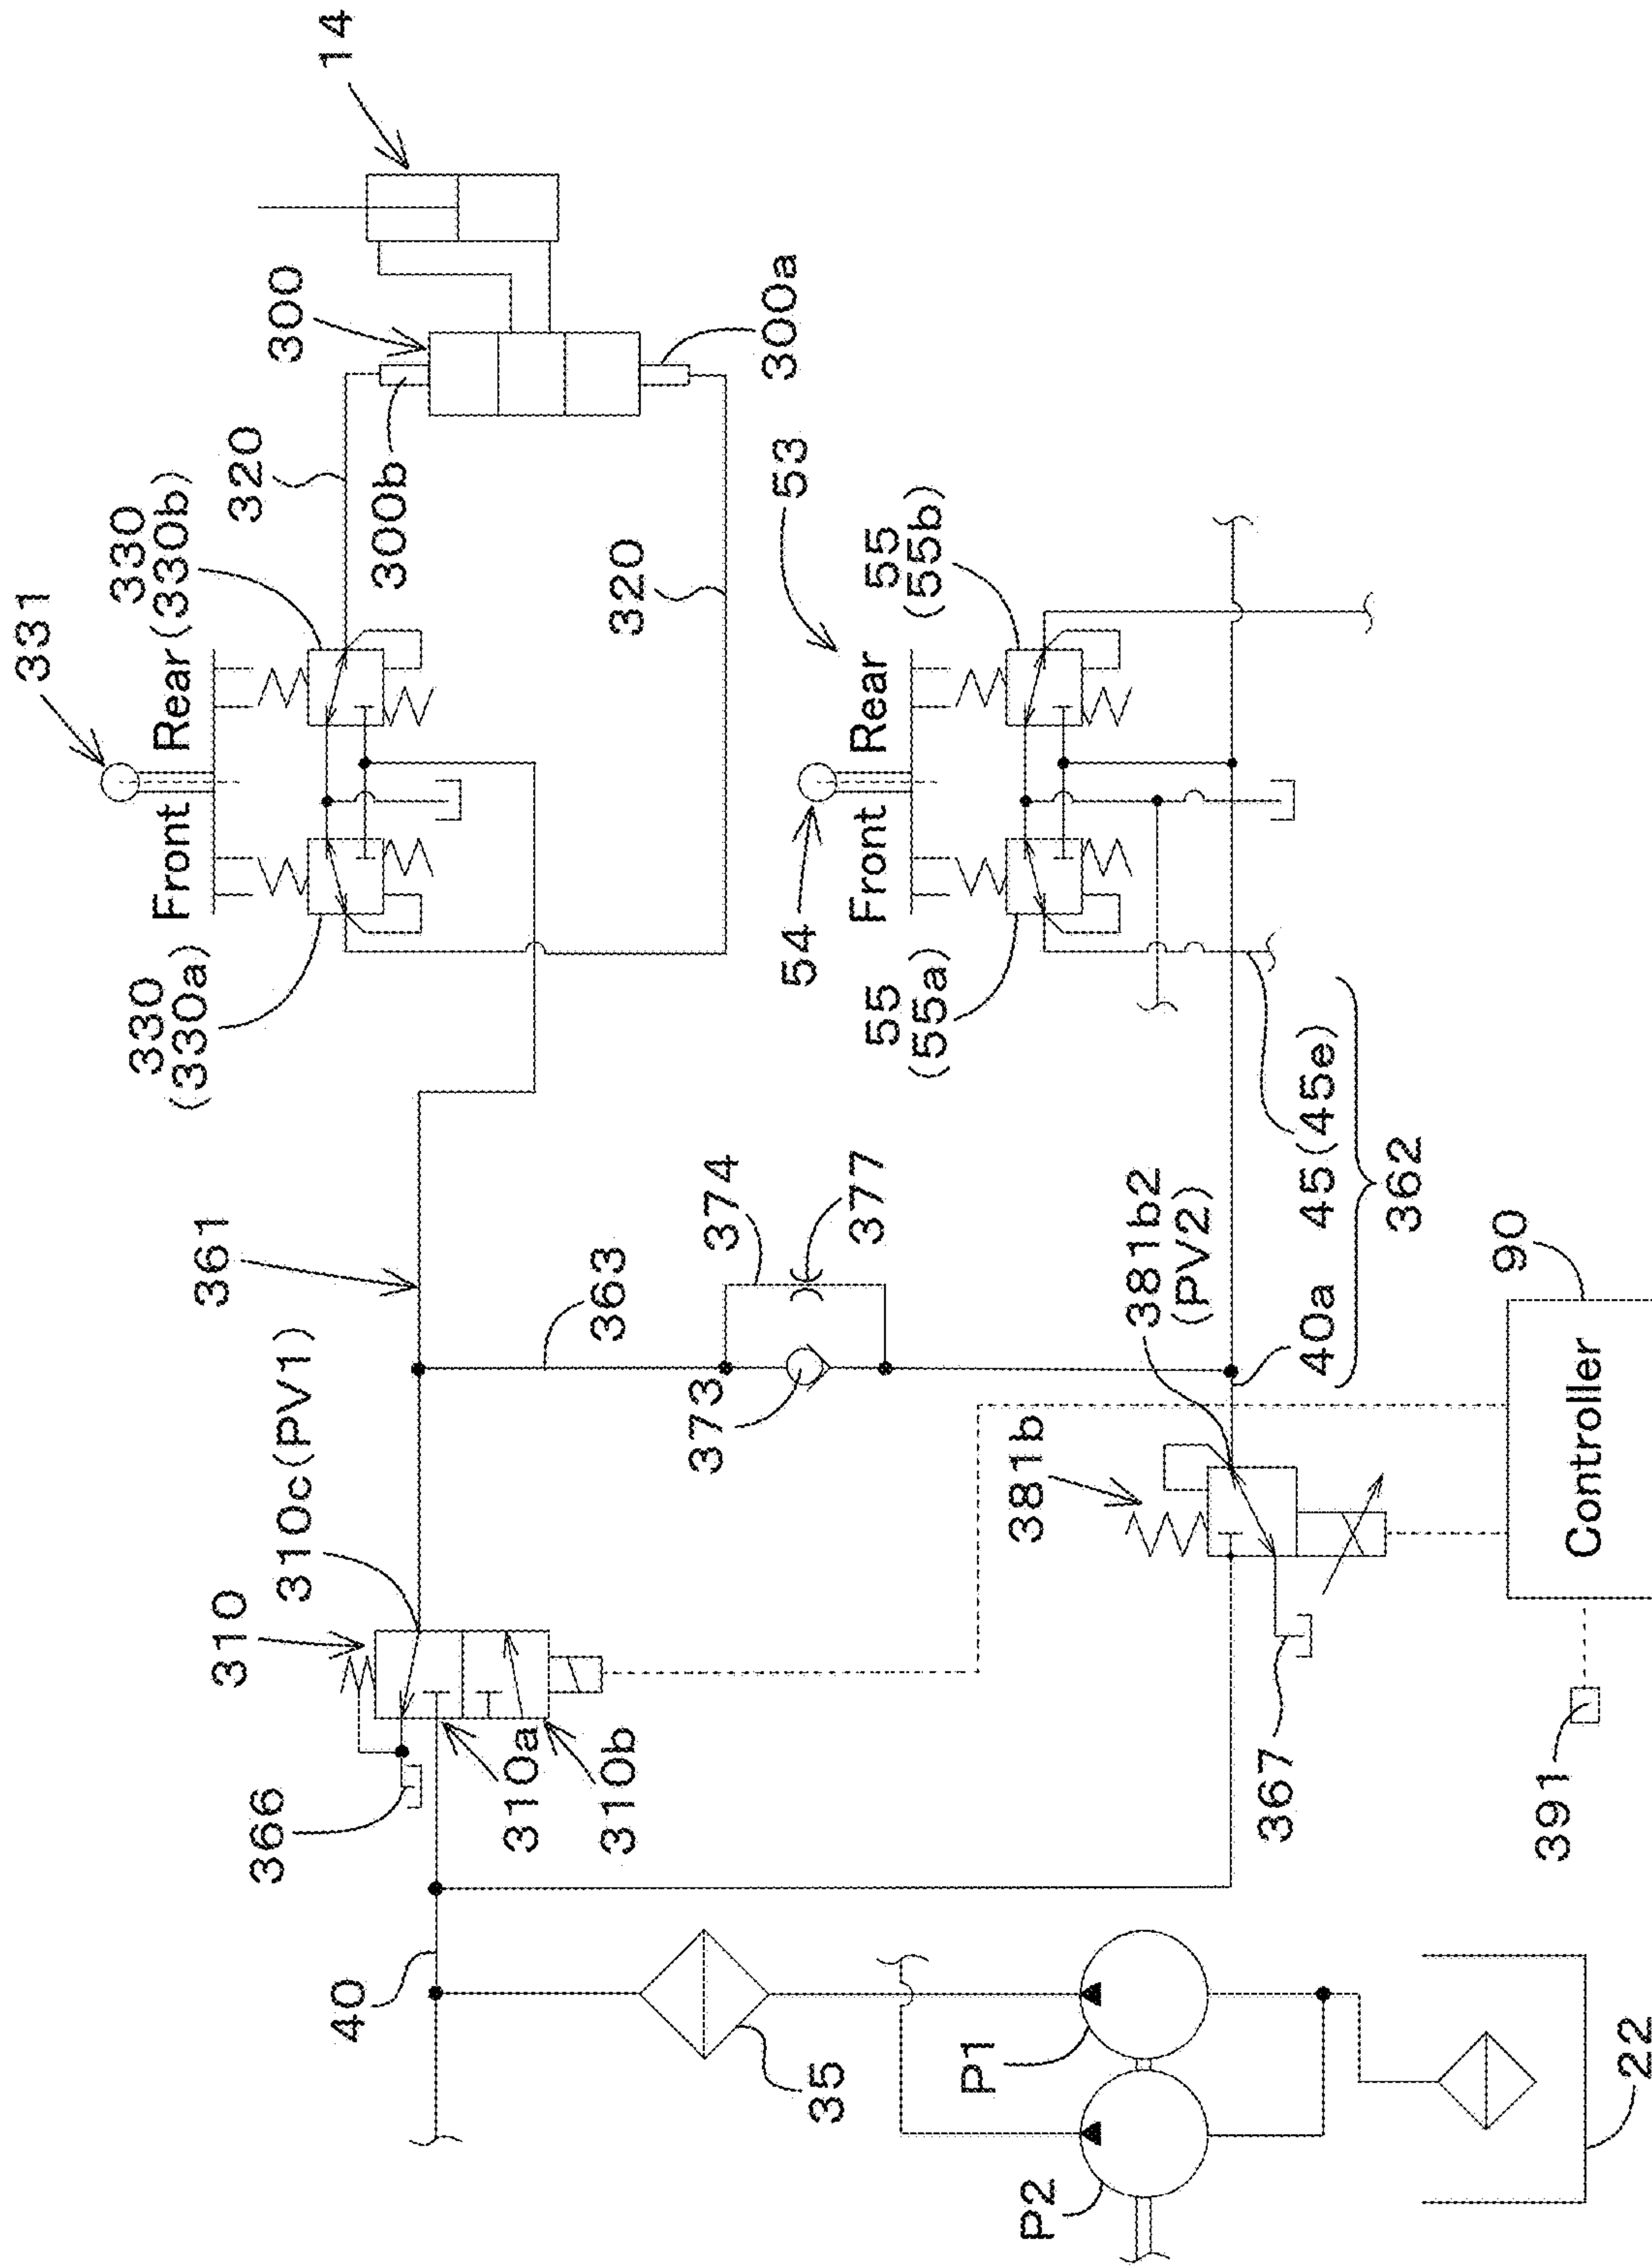 14
331
330
Rear(330b)
Front
330
(330a)
320
300
300b
300a
320
361
310c(PV1)
310
366
310a
310b
40
363
374
377
373
53
54
55
(55b)
Rear
Front
55
(55a)
381b
381b2
(PV2)
40a
45(45e)
362
367
35
P1
P2
22
90
Controller
391